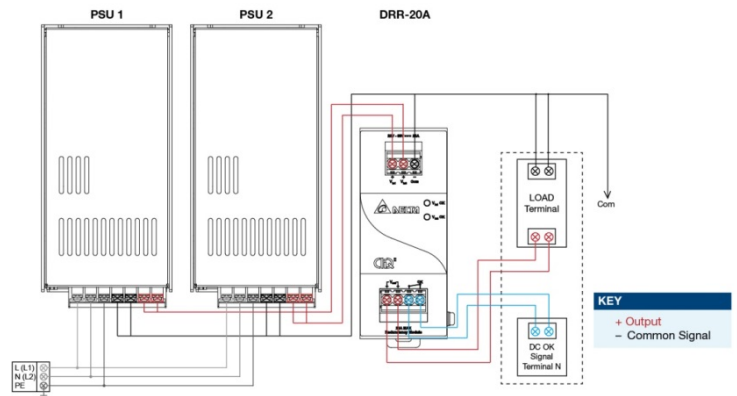 PSU 1
PSU 2
DRR-20A
LOAD
Terminal
Com
KEY
+ Output
– Common Signal
DC OK
Signal
Terminal N
L (L1)
N (L2)
PE